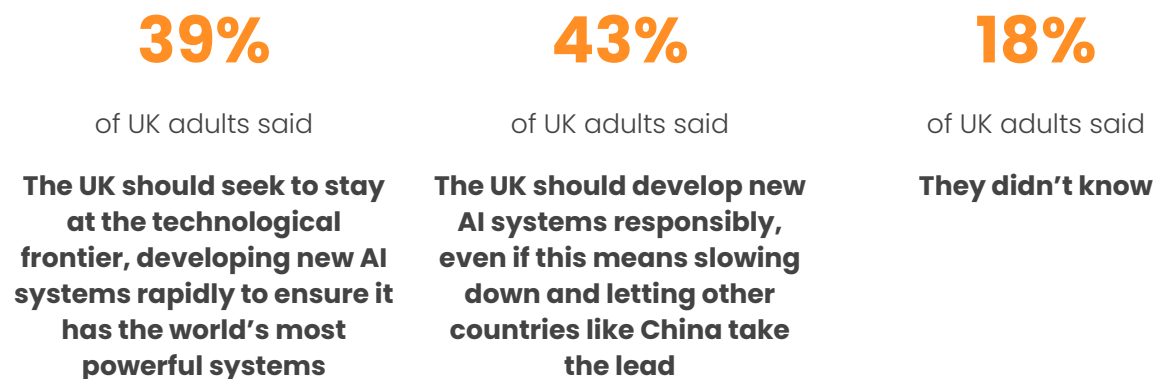 39%
of UK adults said
The UK should seek to stay
at the technological
frontier, developing new AI
systems rapidly to ensure it
has the world’s most
powerful systems
43%
of UK adults said
The UK should develop new
AI systems responsibly,
even if this means slowing
down and letting other
countries like China take
the lead
18%
of UK adults said
They didn’t know